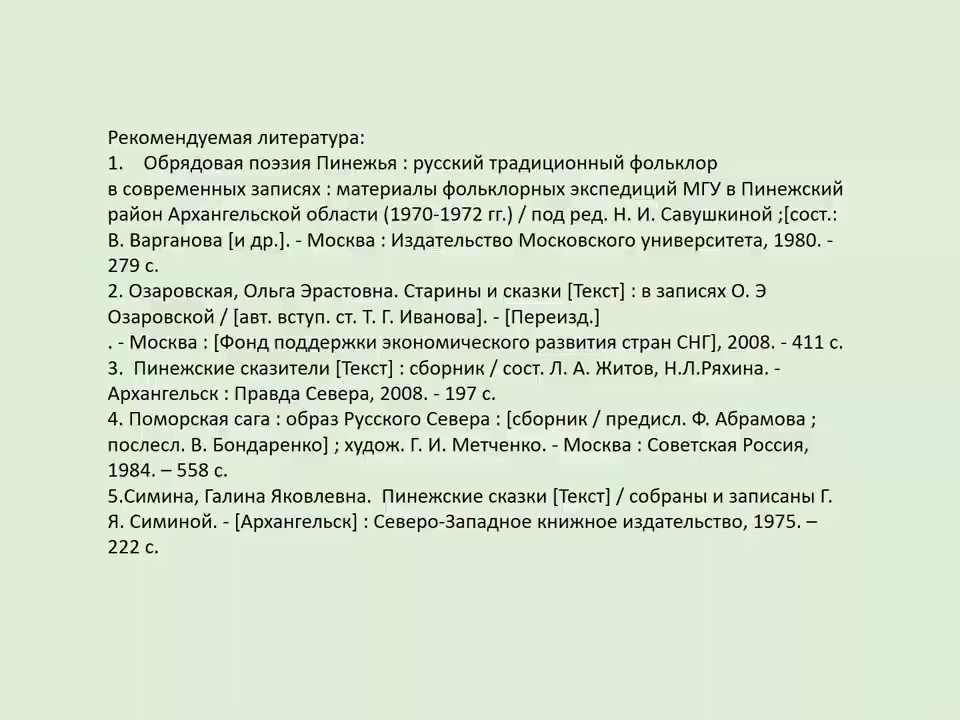 Рекомендуемая литература:
1. Обрядовая поэзия Пинежья : русский традиционный фольклор
в современных записях : материалы фольклорных экспедиций МГУ в Пинежский
район Архангельской области (1970-1972 гг.) / под ред. Н. И. Савушкиной ;[сост.:
В. Варганова [и др.]. - Москва : Издательство Московского университета, 1980. -
279 с.
2. Озаровская, Ольга Эрастовна. Старины и сказки [Текст] : в записях О. Э
Озаровской / [авт. вступ. ст. Т. Г. Иванова]. - [Переизд.]
. - Москва : [Фонд поддержки экономического развития стран СНГ], 2008. - 411 с.
3. Пинежские сказители [Текст] : сборник / сост. Л. А. Житов, Н.Л.Ряхина. -
Архангельск : Правда Севера, 2008. - 197 с.
4. Поморская сага : образ Русского Севера : [сборник / предисл. Ф. Абрамова ;
послесл. В. Бондаренко] ; худож. Г. И. Метченко. - Москва : Советская Россия,
1984. – 558 с.
5.Симина, Галина Яковлевна. Пинежские сказки [Текст] / собраны и записаны Г.
Я. Симиной. - [Архангельск] : Северо-Западное книжное издательство, 1975. –
222 с.